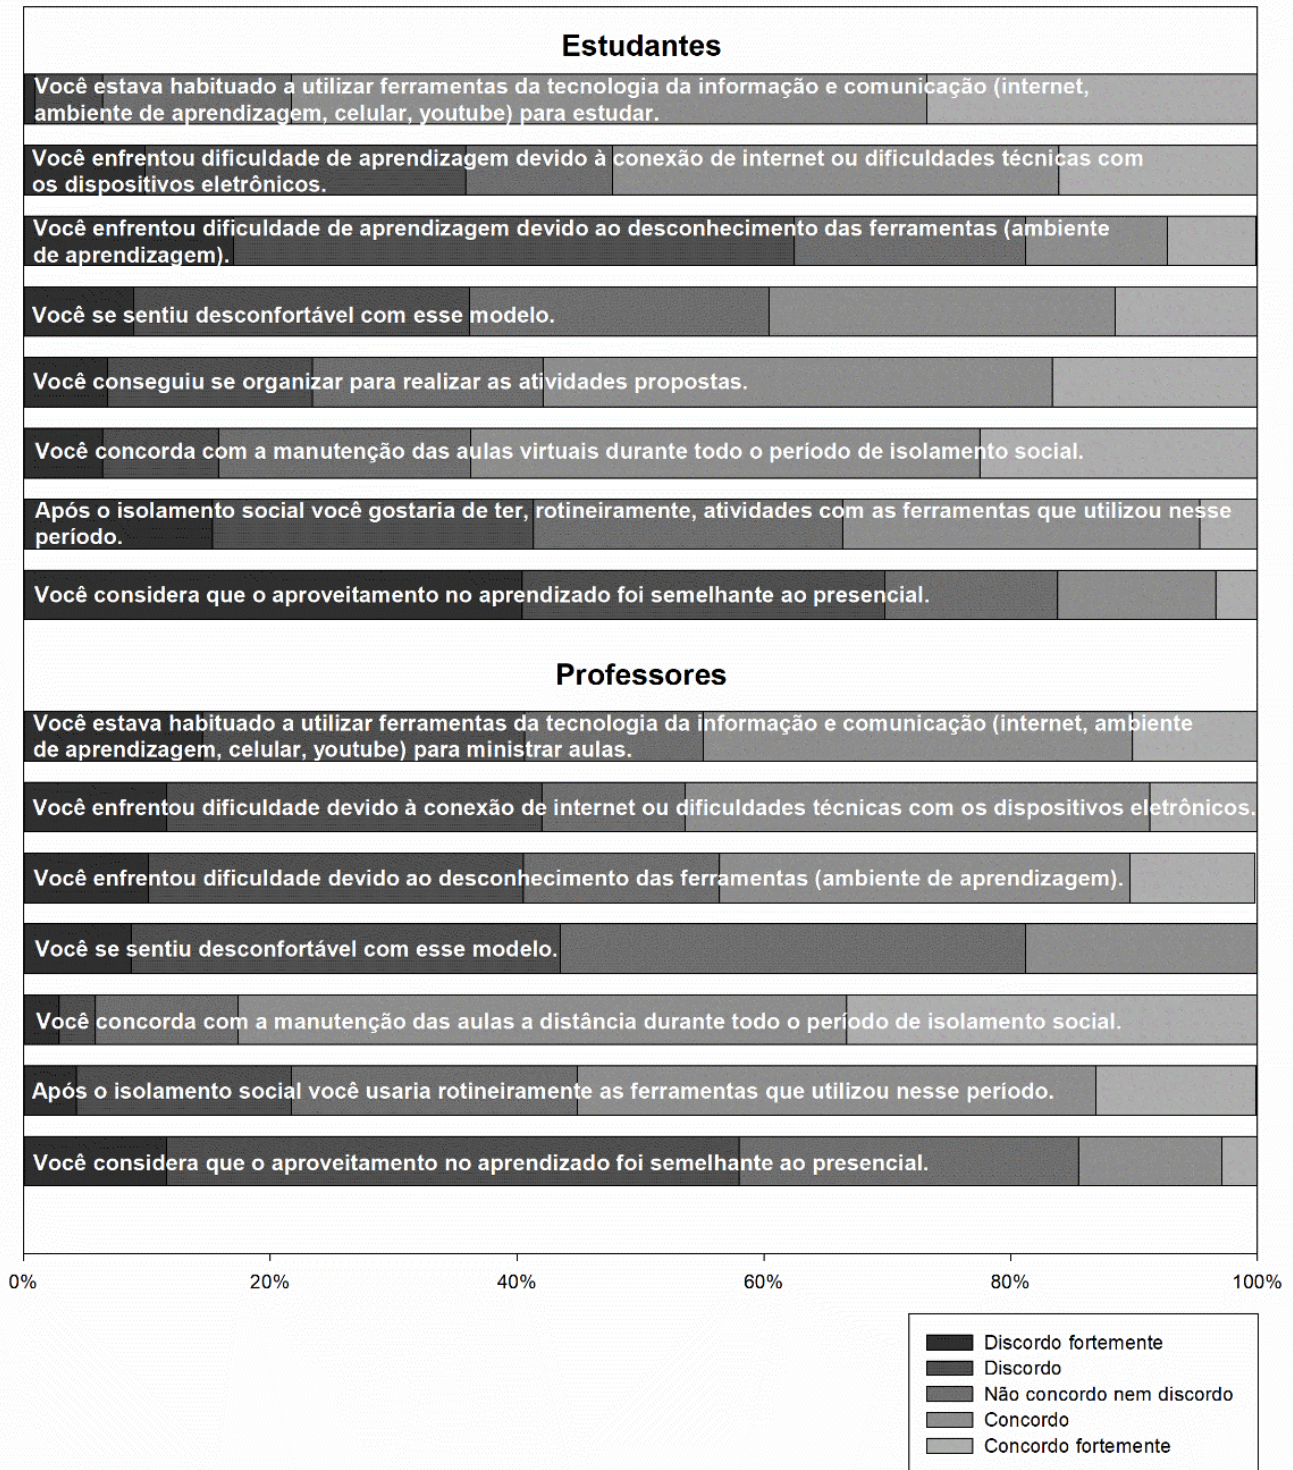 Estudantes
Você estava habituado a utilizar ferramentas da tecnologia da informação e comunicação (internet,
ambiente de aprendizagem, celular, youtube) para estudar.
Você enfrentou dificuldade de aprendizagem devido à conexão de internet ou dificuldades técnicas com
os dispositivos eletrônicos.
Você enfrentou dificuldade de aprendizagem devido ao desconhecimento das ferramentas (ambiente
de aprendizagem).
Você se sentiu desconfortável com esse modelo.
Você conseguiu se organizar para realizar as atividades propostas.
Você concorda com a manutenção das aulas virtuais durante todo o período de isolamento social.
Após o isolamento social você gostaria de ter, rotineiramente, atividades com as ferramentas que utilizou nesse
período.
Você considera que o aproveitamento no aprendizado foi semelhante ao presencial.
Professores
Você estava habituado a utilizar ferramentas da tecnologia da informação e comunicação (internet, ambiente
de aprendizagem, celular, youtube) para ministrar aulas.
Você enfrentou dificuldade devido à conexão de internet ou dificuldades técnicas com os dispositivos eletrônicos.
Você enfrentou dificuldade devido ao desconhecimento das ferramentas (ambiente de aprendizagem).
Você se sentiu desconfortável com esse modelo.
Você concorda com a manutenção das aulas a distância durante todo o período de isolamento social.
Após o isolamento social você usaria rotineiramente as ferramentas que utilizou nesse período.
Você considera que o aproveitamento no aprendizado foi semelhante ao presencial.
0% 20% 40% 60% 80% 100%
Discordo fortemente
Discordo
Não concordo nem discordo
Concordo
Concordo fortemente